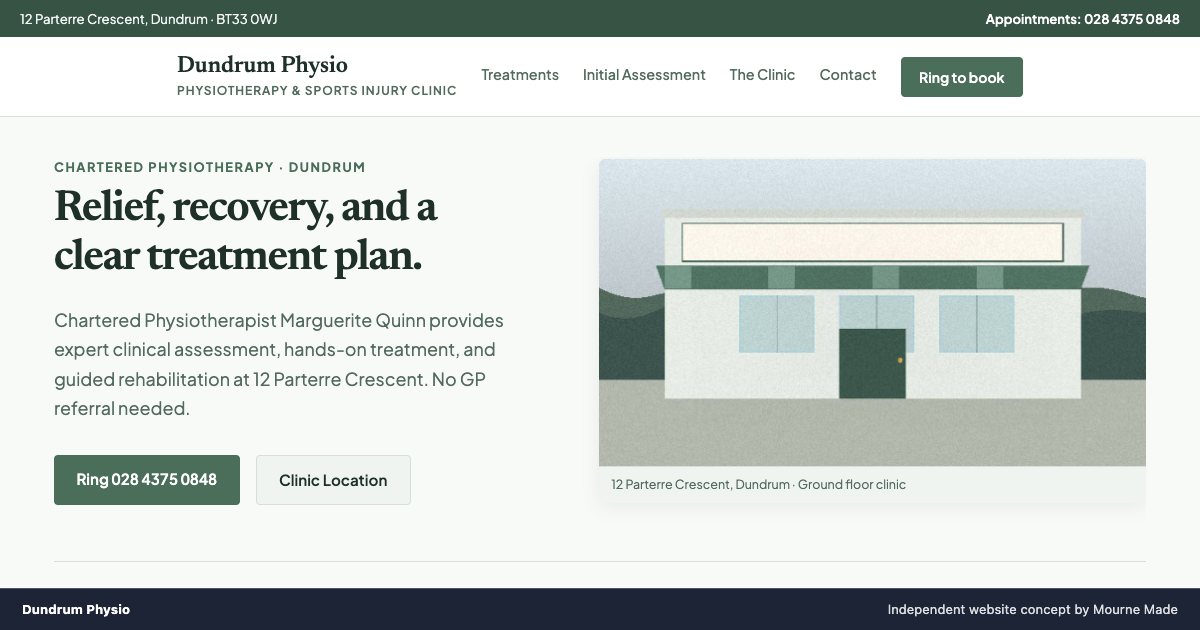 12 Parterre Crescent, Dundrum · BT33 0WJ
Appointments: 028 4375 0848
Dundrum Physio
PHYSIOTHERAPY & SPORTS INJURY CLINIC
Treatments
Initial Assessment
The Clinic
Contact
Ring to book
CHARTERED PHYSIOTHERAPY · DUNDRUM
Relief, recovery, and a
clear treatment plan.
Chartered Physiotherapist Marguerite Quinn provides
expert clinical assessment, hands-on treatment, and
guided rehabilitation at 12 Parterre Crescent. No GP
referral needed.
Ring 028 4375 0848
Clinic Location
12 Parterre Crescent, Dundrum · Ground floor clinic
Dundrum Physio
Independent website concept by Mourne Made